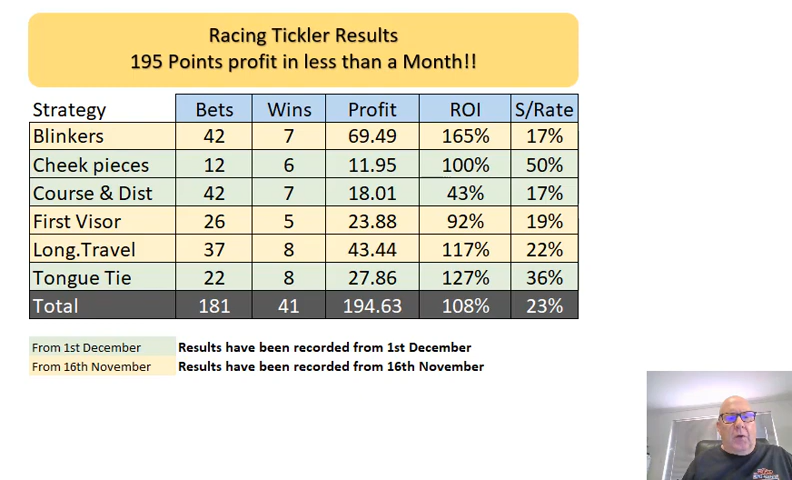 Racing Tickler Results
195 Points profit in less than a Month!!
Strategy Bets Wins Profit ROI S/Rate
Blinkers 42 7 69.49 165% 17%
Cheek pieces 12 6 11.95 100% 50%
Course & Dist 42 7 18.01 43% 17%
First Visor 26 5 23.88 92% 19%
Long.Travel 37 8 43.44 117% 22%
Tongue Tie 22 8 27.86 127% 36%
Total 181 41 194.63 108% 23%
From 1st December Results have been recorded from 1st December
From 16th November Results have been recorded from 16th November